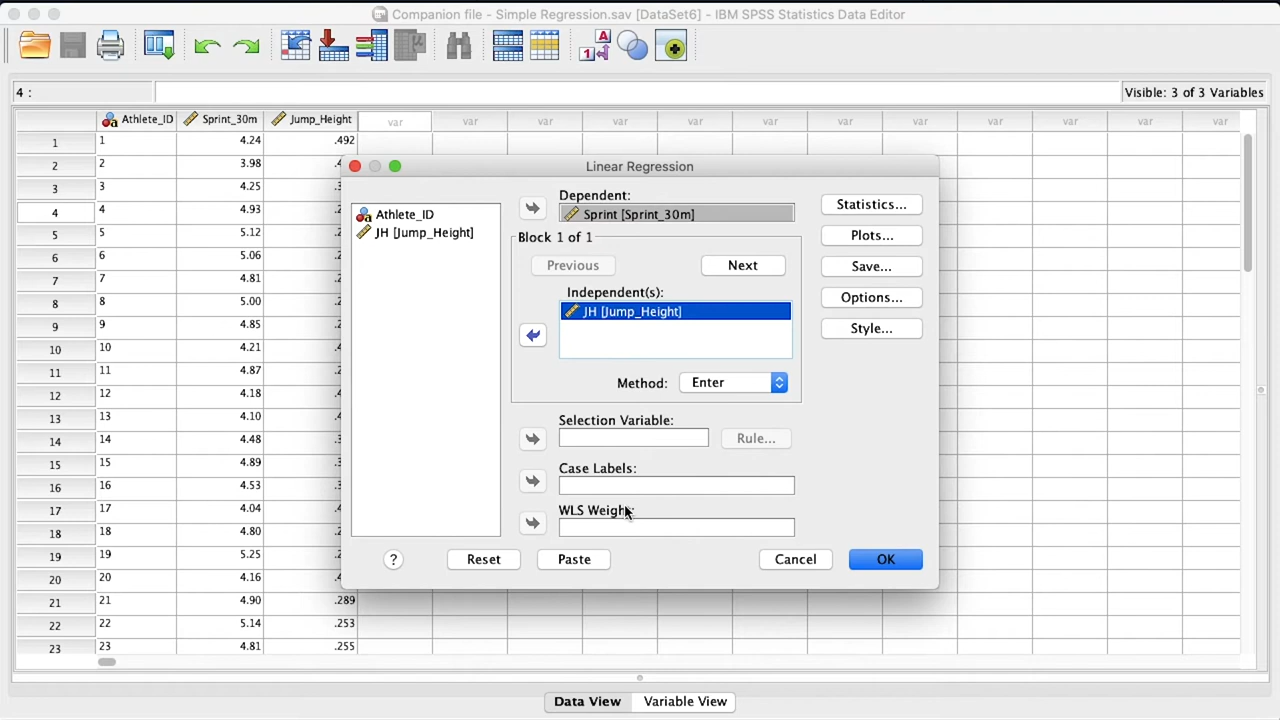 Companion file - Simple Regression.sav [DataSet6] - IBM SPSS Statistics Data Editor
4 :
Visible: 3 of 3 Variables
Athlete_ID Sprint_30m Jump_Height var var var var var var var var var var var var
1 1 4.24 .492
2 2 3.98
3 3 4.25
4 4 4.93
5 5 5.12
6 6 5.06
7 7 4.81
8 8 5.00
9 9 4.85
10 10 4.21
11 11 4.87
12 12 4.18
13 13 4.10
14 14 4.48
15 15 4.89
16 16 4.53
17 17 4.04
18 18 4.80
19 19 5.25
20 20 4.16
21 21 4.90 .289
22 22 5.14 .253
23 23 4.81 .255
Linear Regression
Athlete_ID
JH [Jump_Height]
Dependent:
Sprint [Sprint_30m]
Block 1 of 1
Previous Next
Independent(s):
JH [Jump_Height]
Method: Enter
Selection Variable:
Rule...
Case Labels:
WLS Weight:
Statistics...
Plots...
Save...
Options...
Style...
? Reset Paste Cancel OK
Data View Variable View